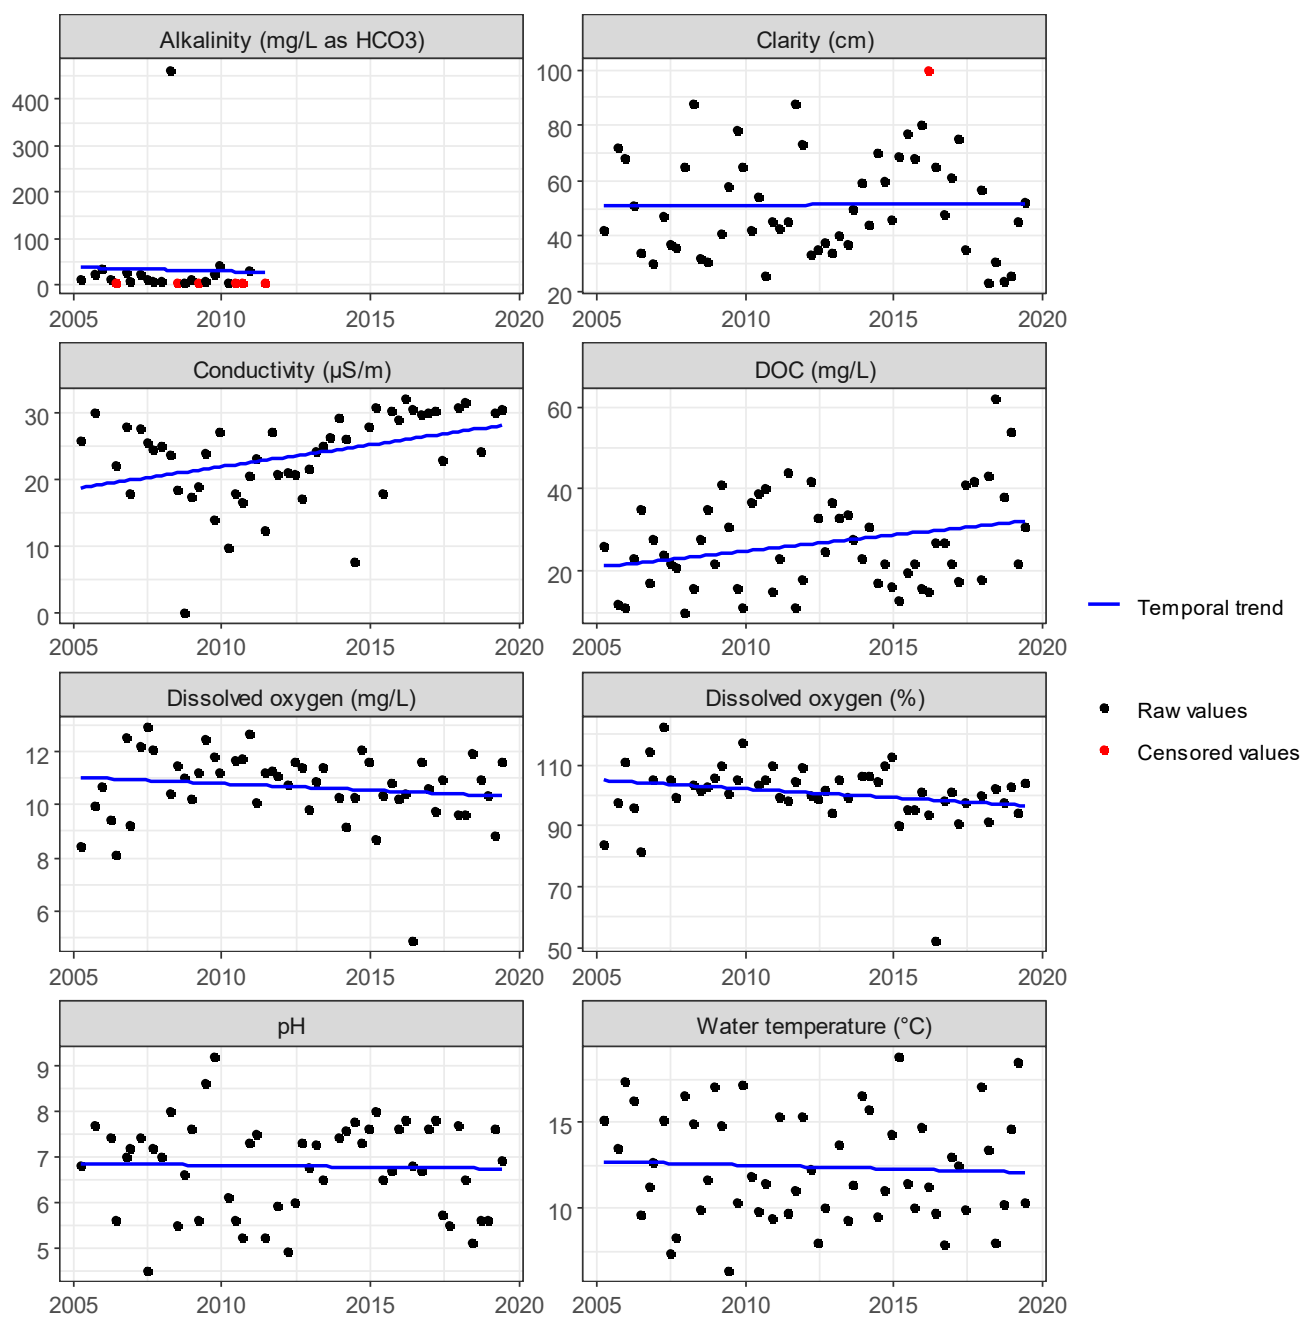 Alkalinity (mg/L as HCO3)
Clarity (cm)
400
300
200
100
0
100
80
60
40
20
2005 2010 2015 2020
2005 2010 2015 2020
Conductivity (µS/m)
DOC (mg/L)
30
20
10
0
60
40
20
2005 2010 2015 2020
2005 2010 2015 2020
Dissolved oxygen (mg/L)
Dissolved oxygen (%)
12
10
8
6
110
90
70
50
2005 2010 2015 2020
2005 2010 2015 2020
pH
Water temperature (°C)
9
8
7
6
5
15
10
2005 2010 2015 2020
2005 2010 2015 2020
Temporal trend
Raw values
Censored values